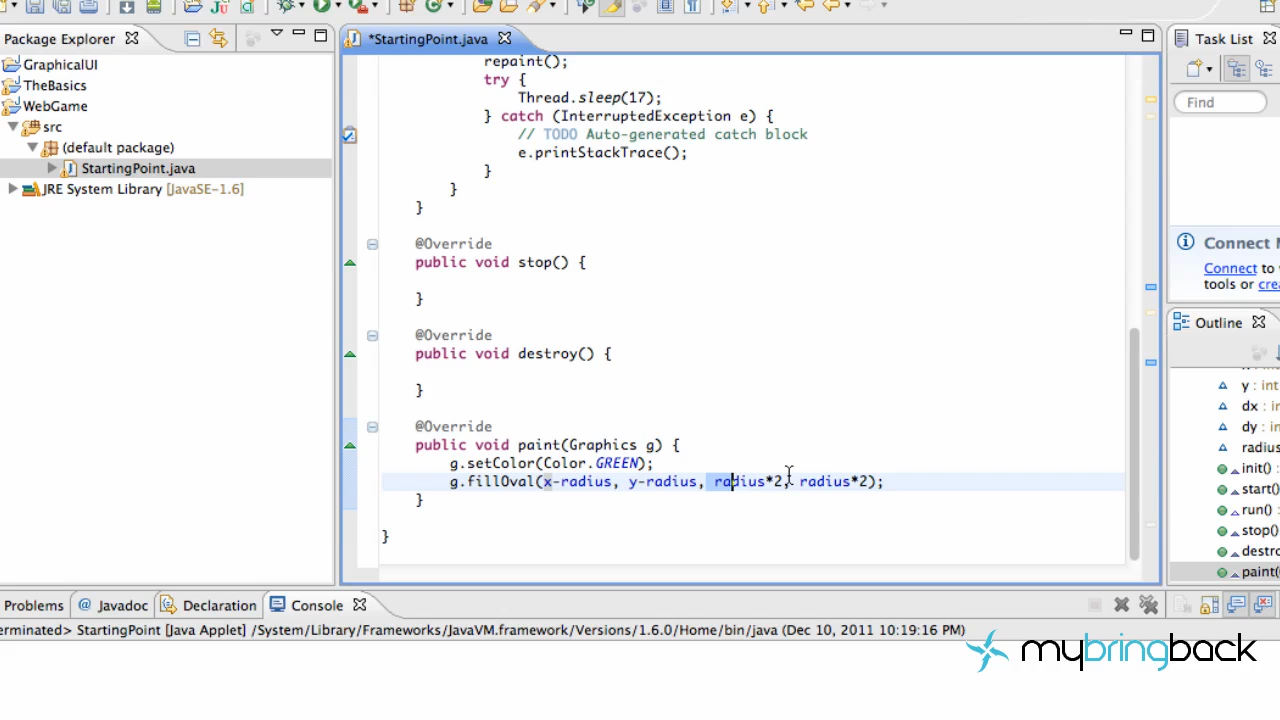 Package Explorer
*StartingPoint.java
Task List
GraphicalUI
TheBasics
WebGame
src
(default package)
StartingPoint.java
JRE System Library [JavaSE-1.6]
repaint();
try {
Thread.sleep(17);
} catch (InterruptedException e) {
// TODO Auto-generated catch block
e.printStackTrace();
}
}
}
@Override
public void stop() {
}
@Override
public void destroy() {
}
@Override
public void paint(Graphics g) {
g.setColor(Color.GREEN);
g.fillOval(x-radius, y-radius, radius*2, radius*2);
}
}
Find
Connect M
Connect to
tools or crea
Outline
y : int
dx : int
dy : int
radius
init()
start()
run() :
stop()
destro
paint(
Problems
@ Javadoc
Declaration
Console
erminated> StartingPoint [Java Applet] /System/Library/Frameworks/JavaVM.framework/Versions/1.6.0/Home/bin/java (Dec 10, 2011 10:19:16 PM)
mybringback